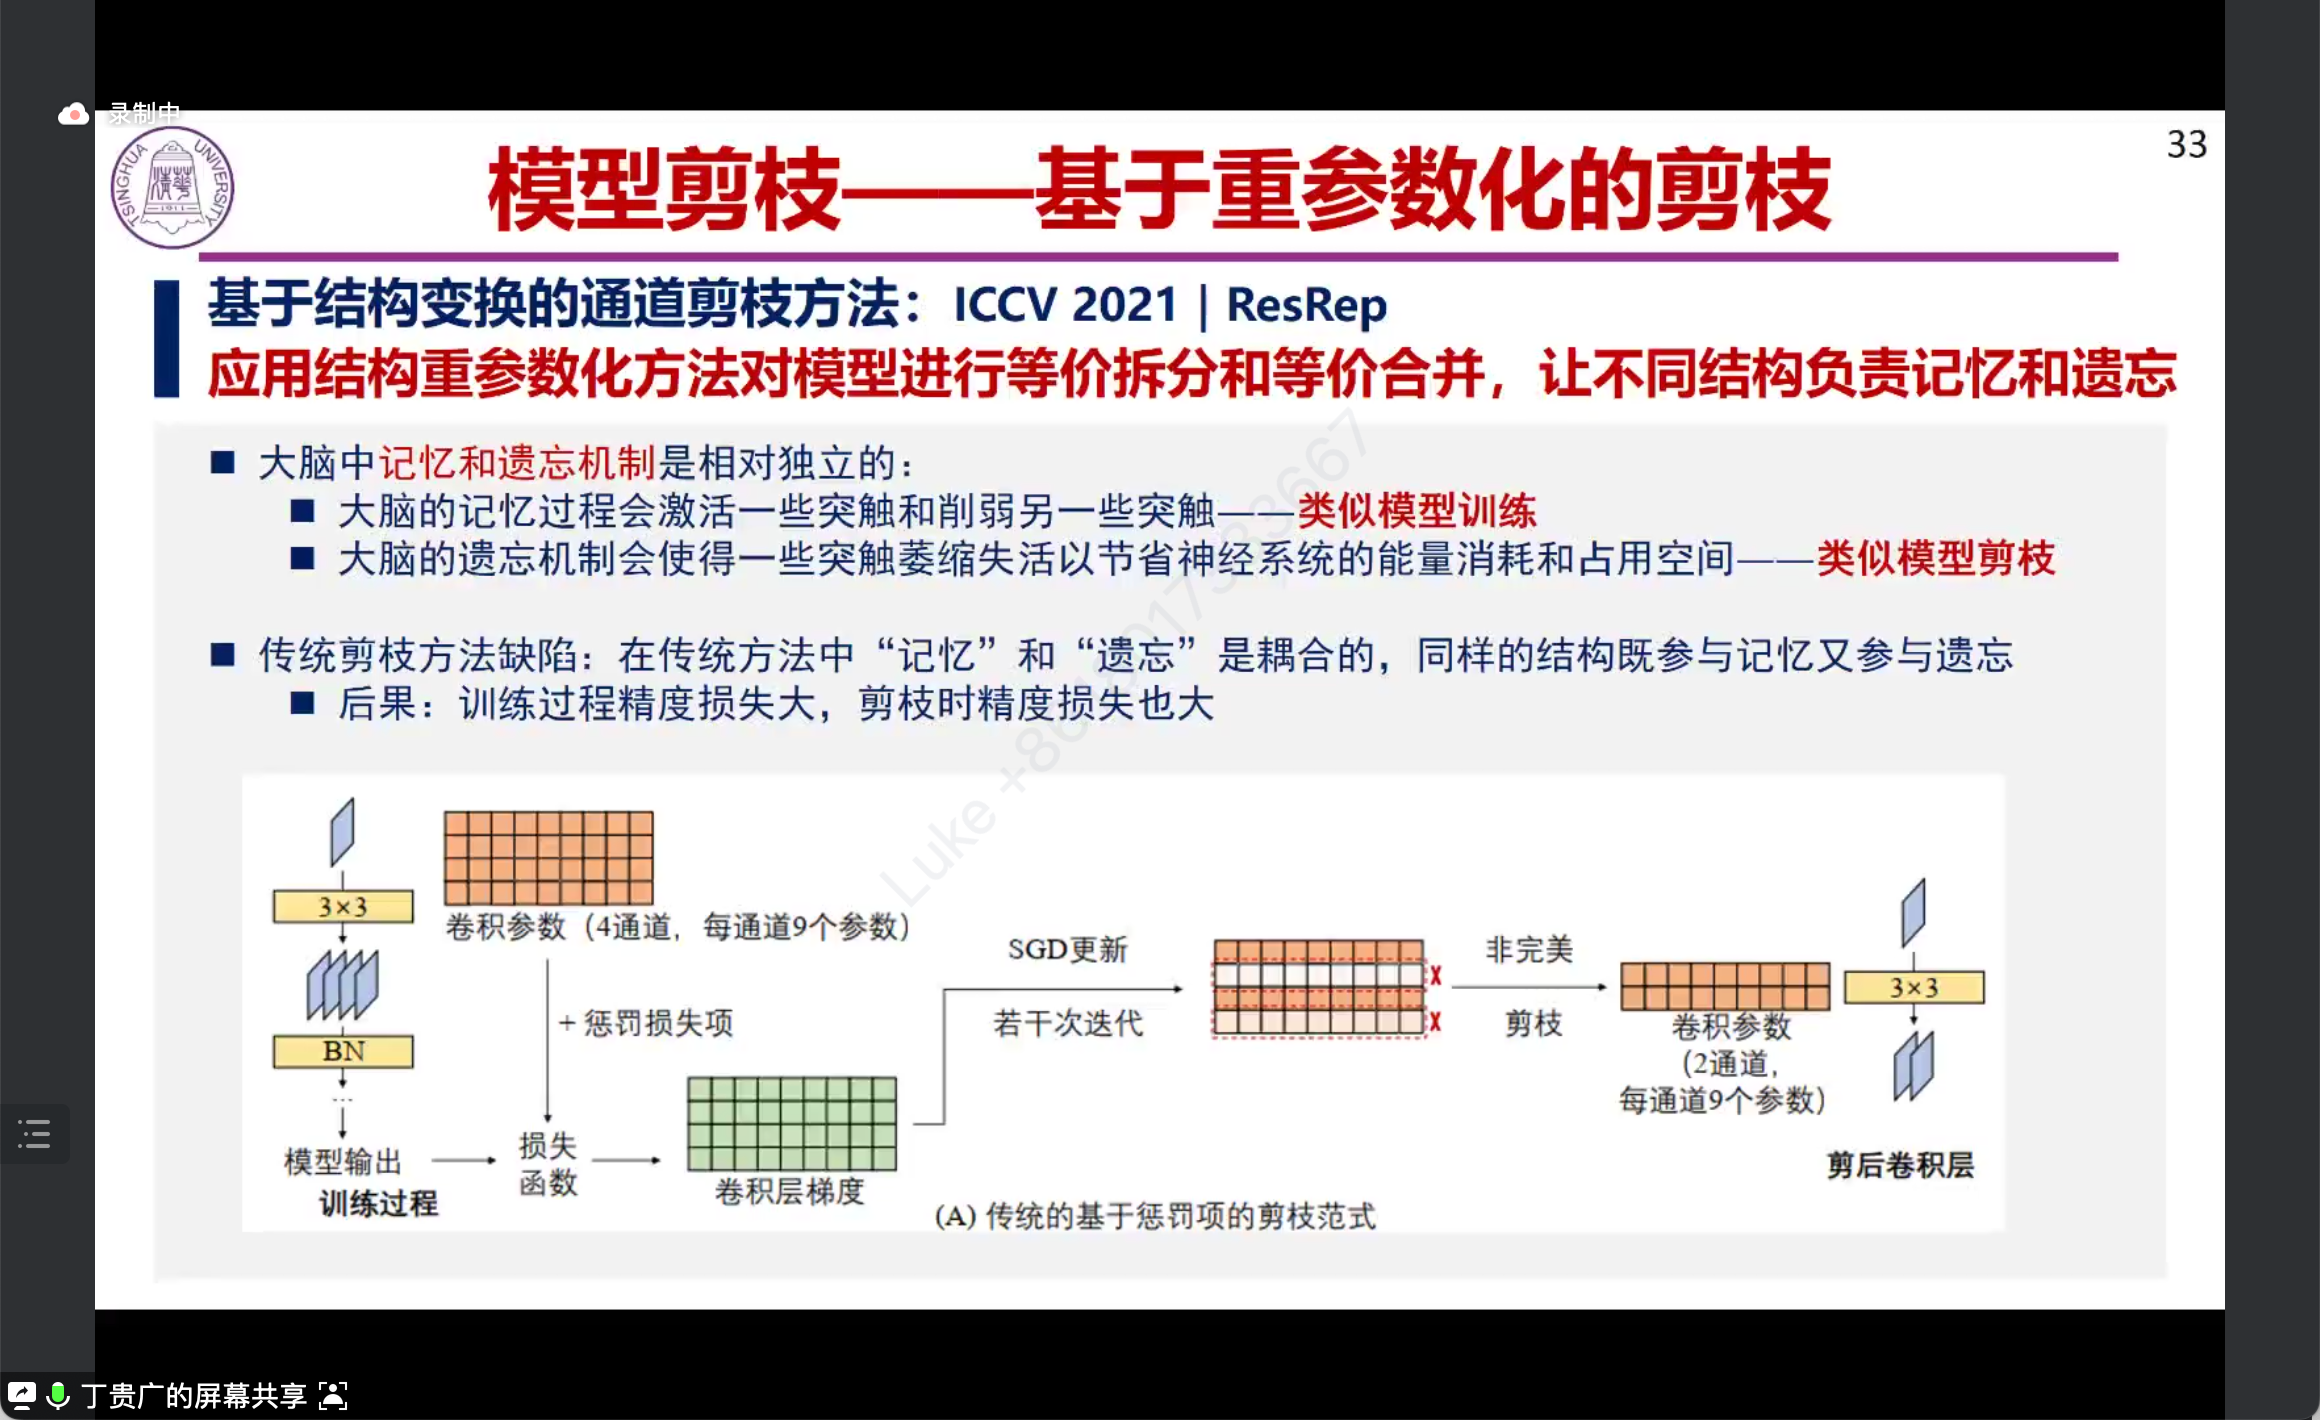 录制中
TSINGHUA UNIVERSITY
1911
33
模型剪枝——基于重参数化的剪枝
基于结构变换的通道剪枝方法：ICCV 2021 | ResRep
应用结构重参数化方法对模型进行等价拆分和等价合并，让不同结构负责记忆和遗忘
大脑中记忆和遗忘机制是相对独立的：
大脑的记忆过程会激活一些突触和削弱另一些突触——类似模型训练
大脑的遗忘机制会使得一些突触萎缩失活以节省神经系统的能量消耗和占用空间——类似模型剪枝
传统剪枝方法缺陷：在传统方法中“记忆”和“遗忘”是耦合的，同样的结构既参与记忆又参与遗忘
后果：训练过程精度损失大，剪枝时精度损失也大
3×3
BN
...
模型输出
训练过程
卷积参数（4通道，每通道9个参数）
+ 惩罚损失项
损失
函数
卷积层梯度
SGD更新
若干次迭代
X
X
非完美
剪枝
卷积参数
（2通道，
每通道9个参数）
3×3
剪后卷积层
(A) 传统的基于惩罚项的剪枝范式
丁贵广的屏幕共享